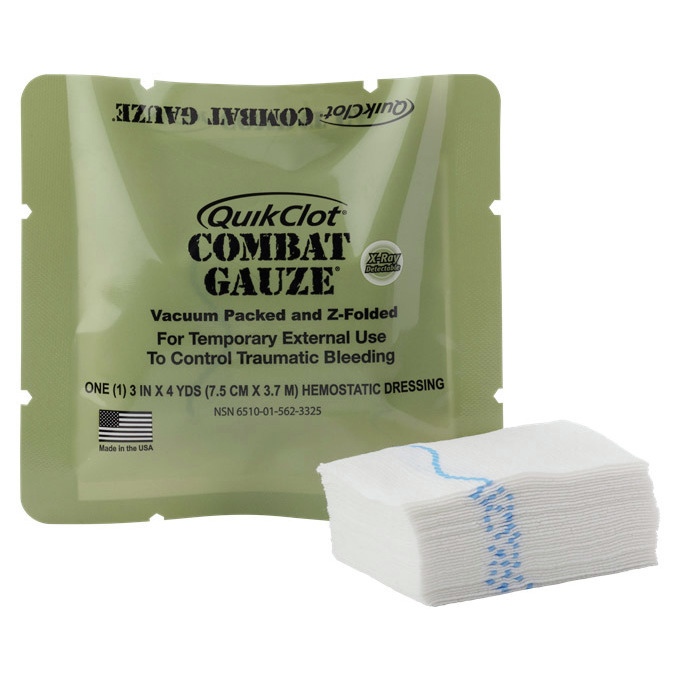 QuikClot® COMBAT GAUZE®
QuikClot®
COMBAT
GAUZE®
X-Ray
Detectable
Vacuum Packed and Z-Folded
For Temporary External Use
To Control Traumatic Bleeding
ONE (1) 3 IN X 4 YDS (7.5 CM X 3.7 M) HEMOSTATIC DRESSING
NSN 6510-01-562-3325
Made in the USA